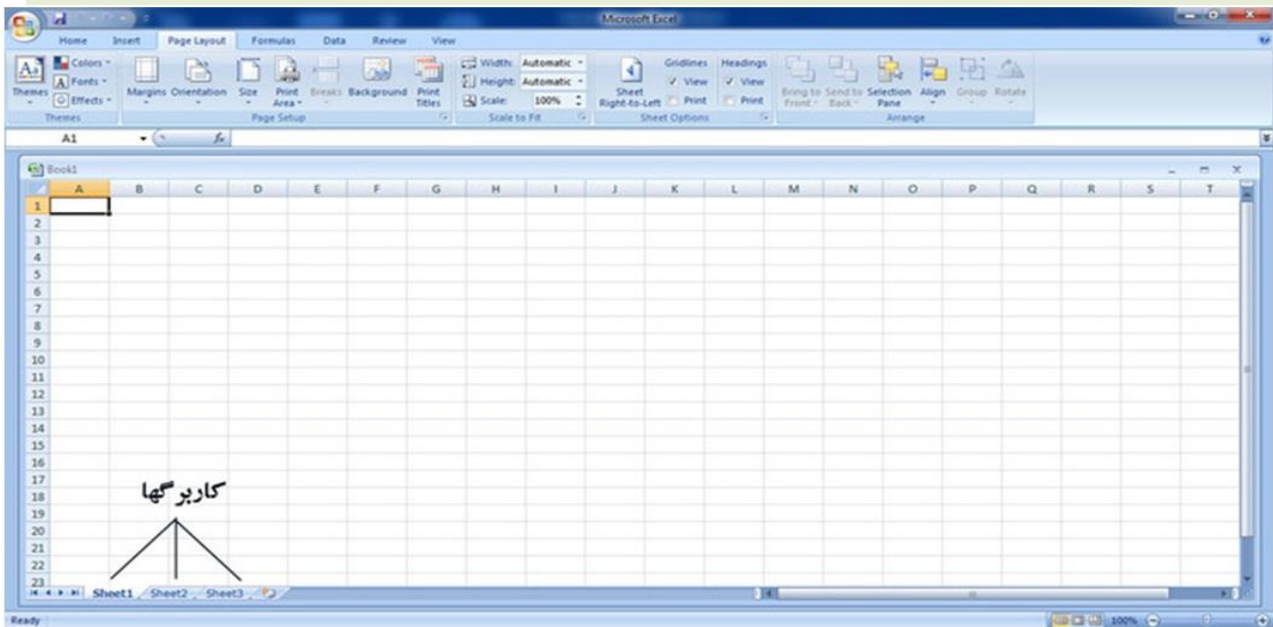 Microsoft Excel
Home Insert Page Layout Formulas Data Review View
Themes
Colors
Fonts
Effects
Themes
Margins Orientation Size Print Area Breaks Background Print Titles
Page Setup
Width: Automatic
Height: Automatic
Scale: 100%
Scale to Fit
Sheet Right-to-Left
Gridlines
View
Print
Headings
View
Print
Sheet Options
Bring to Front Send to Back Selection Pane Align Group Rotate
Arrange
A1 fx
Book1
A B C D E F G H I J K L M N O P Q R S T
1
2
3
4
5
6
7
8
9
10
11
12
13
14
15
16
17
18
19
20
21
22
23
کاربرگها
Sheet1 Sheet2 Sheet3
Ready 100%